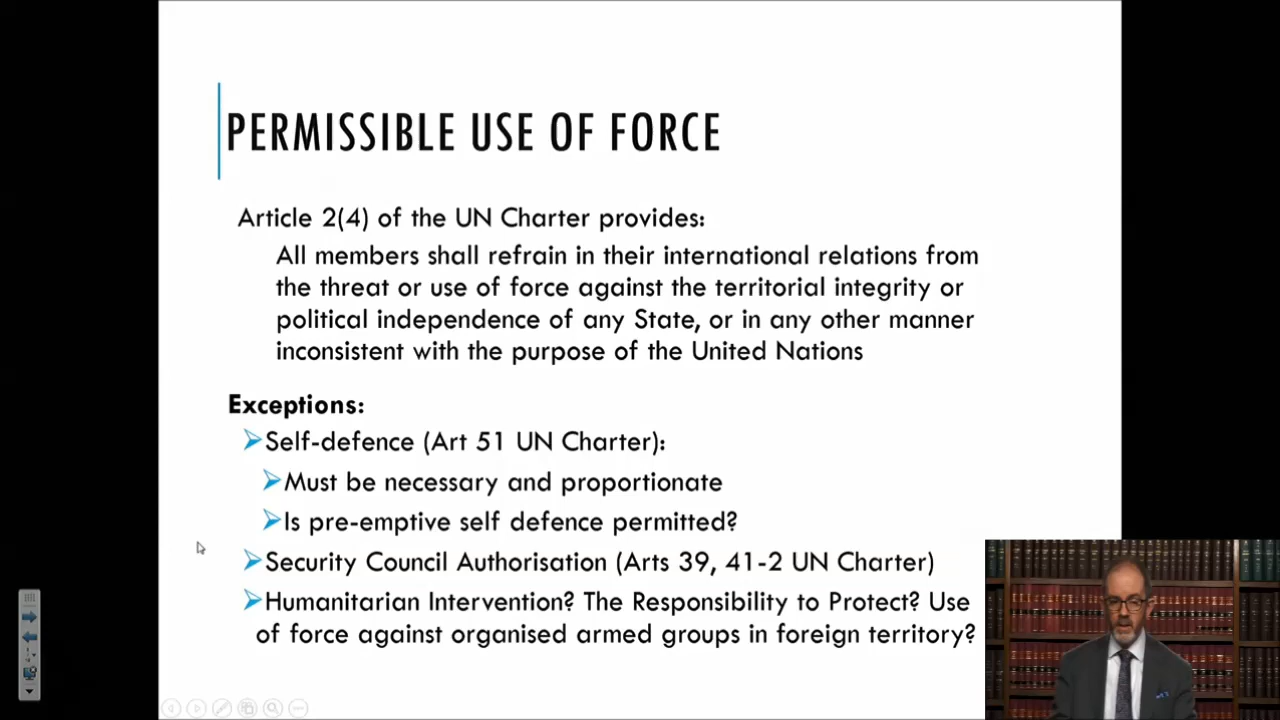 PERMISSIBLE USE OF FORCE
Article 2(4) of the UN Charter provides:
All members shall refrain in their international relations from
the threat or use of force against the territorial integrity or
political independence of any State, or in any other manner
inconsistent with the purpose of the United Nations
Exceptions:
Self-defence (Art 51 UN Charter):
Must be necessary and proportionate
Is pre-emptive self defence permitted?
Security Council Authorisation (Arts 39, 41-2 UN Charter)
Humanitarian Intervention? The Responsibility to Protect? Use
of force against organised armed groups in foreign territory?